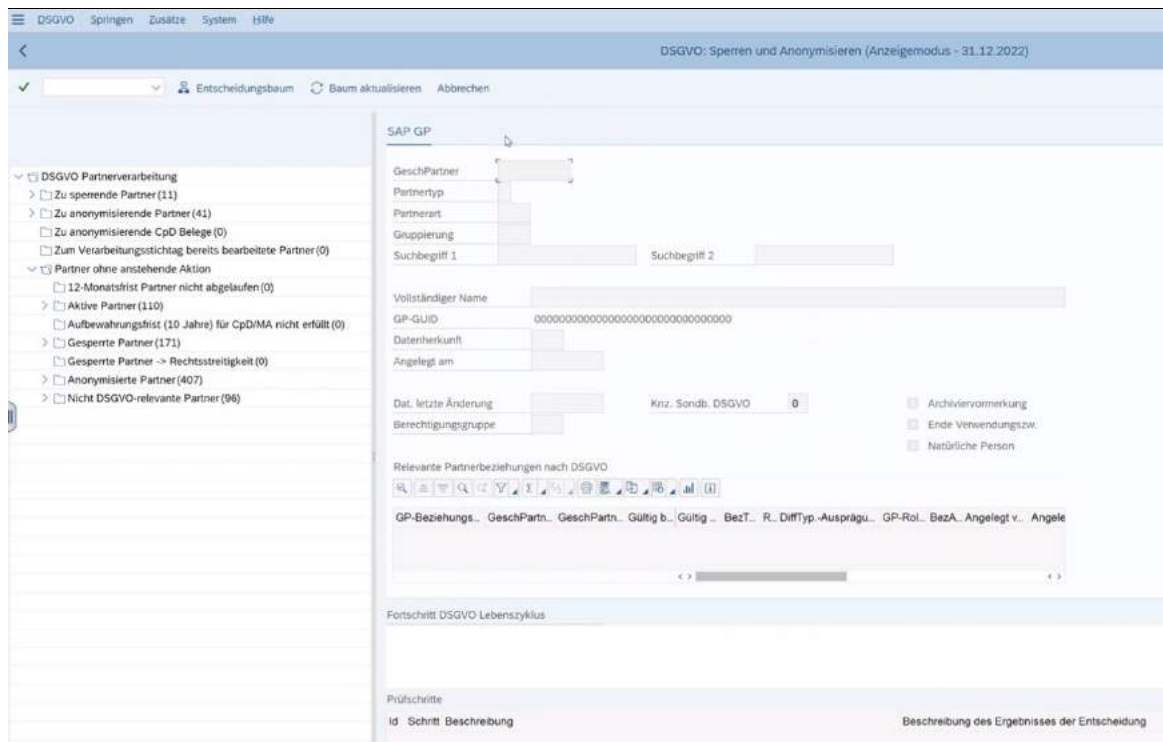 DSGVO Springen Zusätze System Hilfe
DSGVO: Sperren und Anonymisieren (Anzeigemodus - 31.12.2022)
Entscheidungsbaum Baum aktualisieren Abbrechen
SAP GP
DSGVO Partnerverarbeitung
Zu sperrende Partner (11)
Zu anonymisierende Partner (41)
Zu anonymisierende CpD Belege (0)
Zum Verarbeitungsstichtag bereits bearbeitete Partner (0)
Partner ohne anstehende Aktion
12-Monatsfrist Partner nicht abgelaufen (0)
Aktive Partner (110)
Aufbewahrungsfrist (10 Jahre) für CpD/MA nicht erfüllt (0)
Gesperrte Partner (171)
Gesperrte Partner -> Rechtsstreitigkeit (0)
Anonymisierte Partner (407)
Nicht DSGVO-relevante Partner (96)
GeschPartner
Partnertyp
Partnerart
Gruppierung
Suchbegriff 1 Suchbegriff 2
Vollständiger Name
GP-GUID 00000000000000000000000000000000
Datenherkunft
Angelegt am
Dat. letzte Änderung Knz. Sondb. DSGVO 0 Archiviervormerkung
Berechtigungsgruppe Ende Verwendungszw.
Natürliche Person
Relevante Partnerbeziehungen nach DSGVO
GP-Beziehungs... GeschPartn... GeschPartn... Gültig b... Gültig ... BezT... R... DiffTyp.-Ausprägu... GP-Rol... BezA... Angelegt v... Angele
Fortschritt DSGVO Lebenszyklus
Prüfschritte
Id Schritt Beschreibung Beschreibung des Ergebnisses der Entscheidung